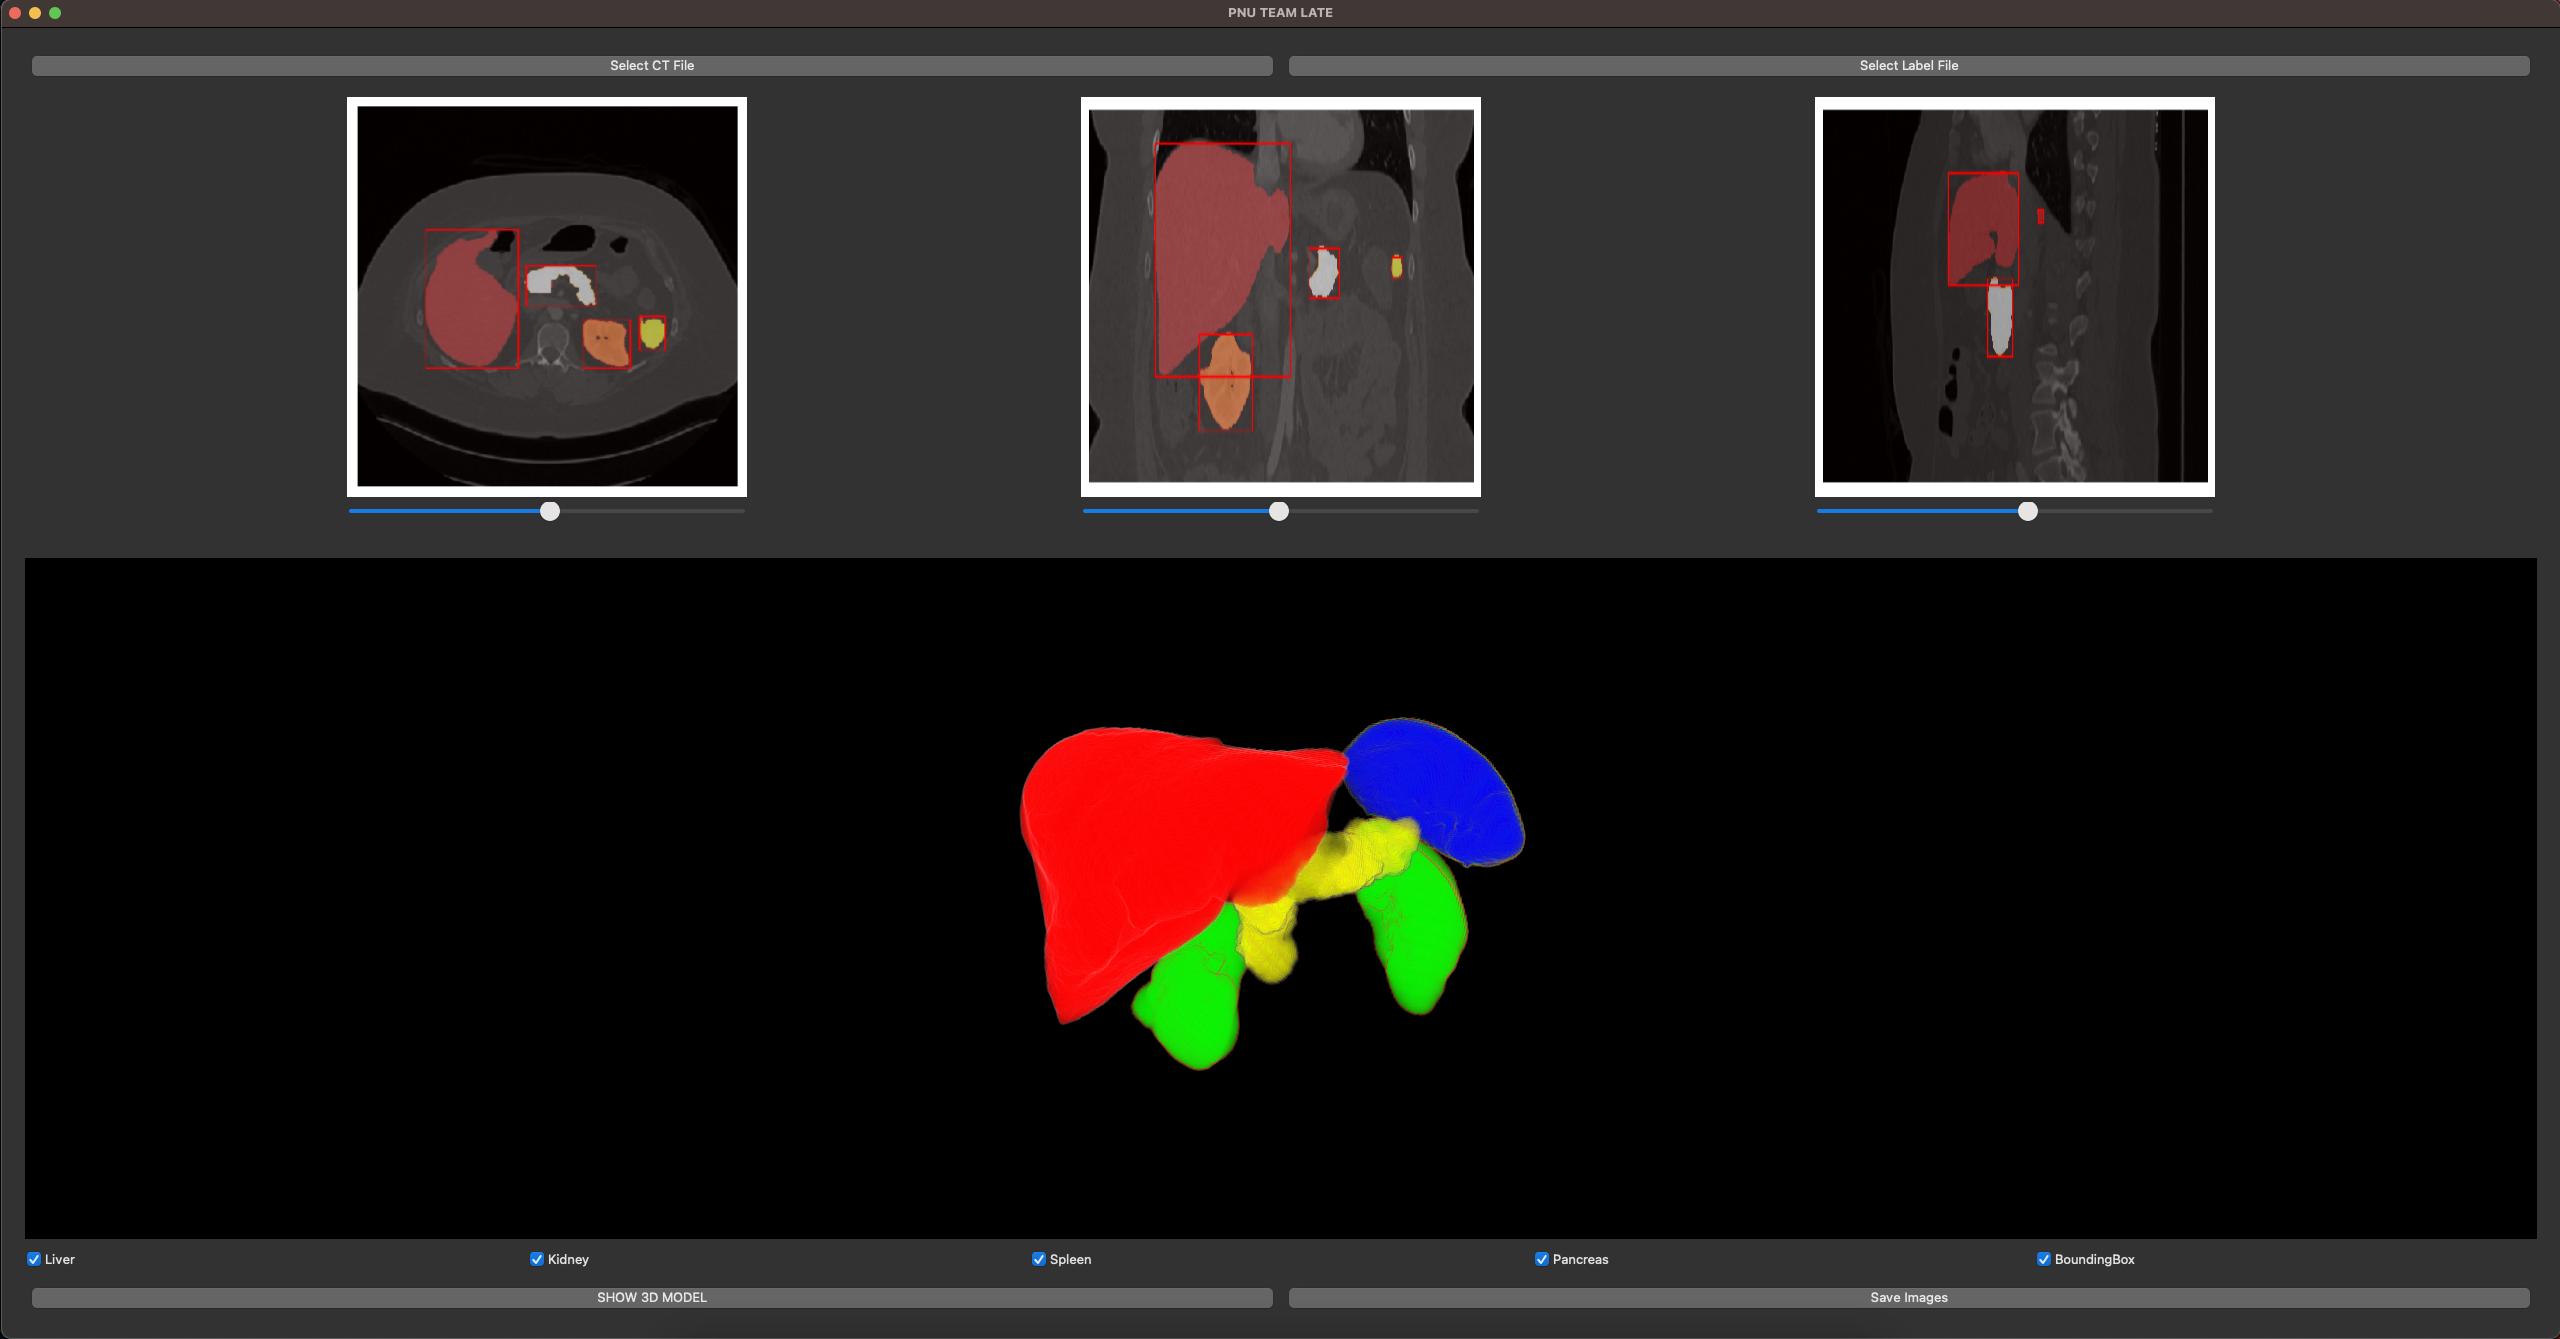 PNU TEAM LATE
Select CT File
Select Label File
Liver
Kidney
Spleen
Pancreas
BoundingBox
SHOW 3D MODEL
Save Images